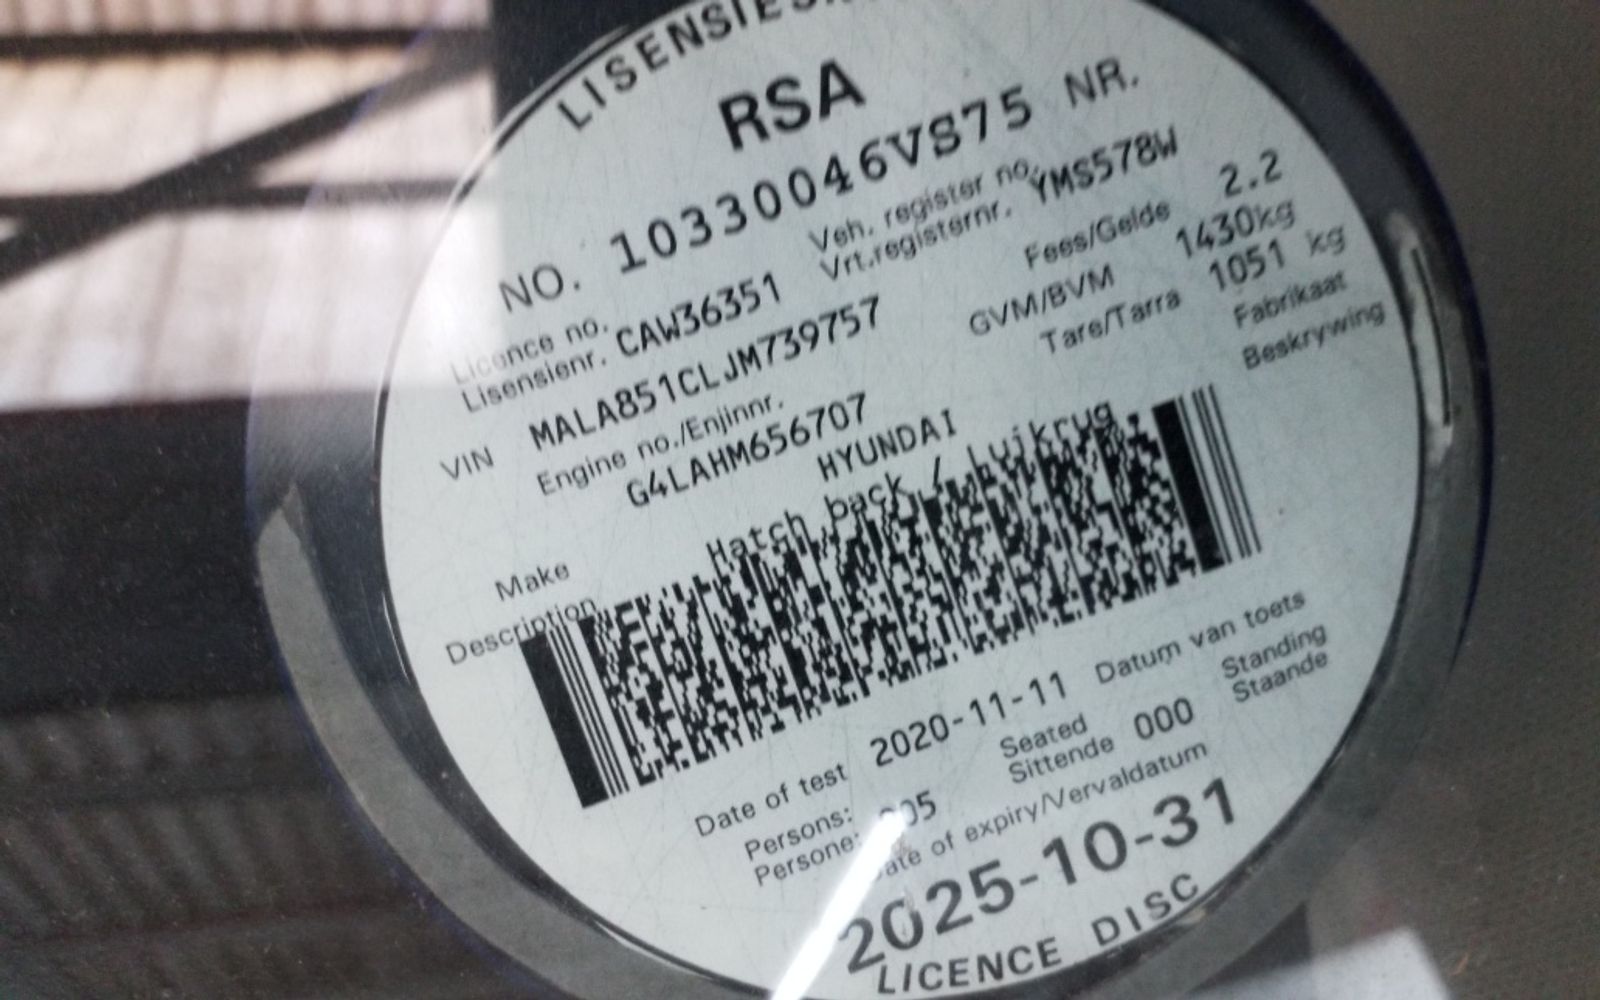 LISENSIES
RSA
NO. 10330046VS75 NR.
Licence no.
Lisensienr. CAW36351
Veh. register no.
Vrt.registernr. YMS578W
VIN MALA851CLJM739757
Fees/Gelde 2.2
GVM/BVM 1430kg
Tare/Tarra 1051 kg
Engine no./Enjinnr.
G4LAHM656707
Make HYUNDAI Fabrikaat
Description Hatch back / Luikrug Beskrywing
Date of test 2020-11-11 Datum van toets
Persons:
Persone: 005
Seated
Sittende 000
Standing
Staande
Date of expiry/Vervaldatum
2025-10-31
LICENCE DISC